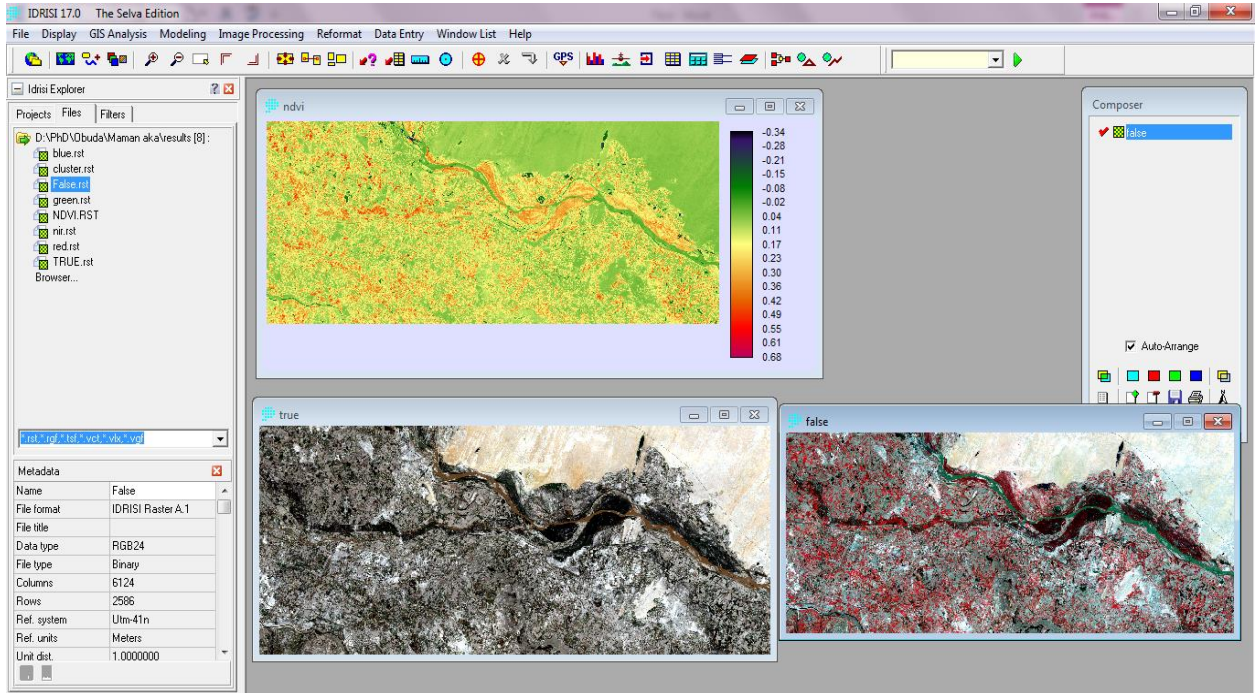 IDRISI 17.0 The Selva Edition
File Display GIS Analysis Modeling Image Processing Reformat Data Entry Window List Help
GPS
Idrisi Explorer
Projects Files Filters
D:\PhD\Obuda\Maman aka\results [8] :
blue.rst
cluster.rst
False.rst
green.rst
NDVI.RST
nir.rst
red.rst
TRUE.rst
Browser...
*.rst,*.rgf,*.tsf,*.vct,*.vlx,*.vgf
Metadata
Name False
File format IDRISI Raster A.1
File title
Data type RGB24
File type Binary
Columns 6124
Rows 2586
Ref. system Utm-41n
Ref. units Meters
Unit dist. 1.0000000
ndvi
-0.34
-0.28
-0.21
-0.15
-0.08
-0.02
0.04
0.11
0.17
0.23
0.30
0.36
0.42
0.49
0.55
0.61
0.68
Composer
false
Auto-Arrange
true
false